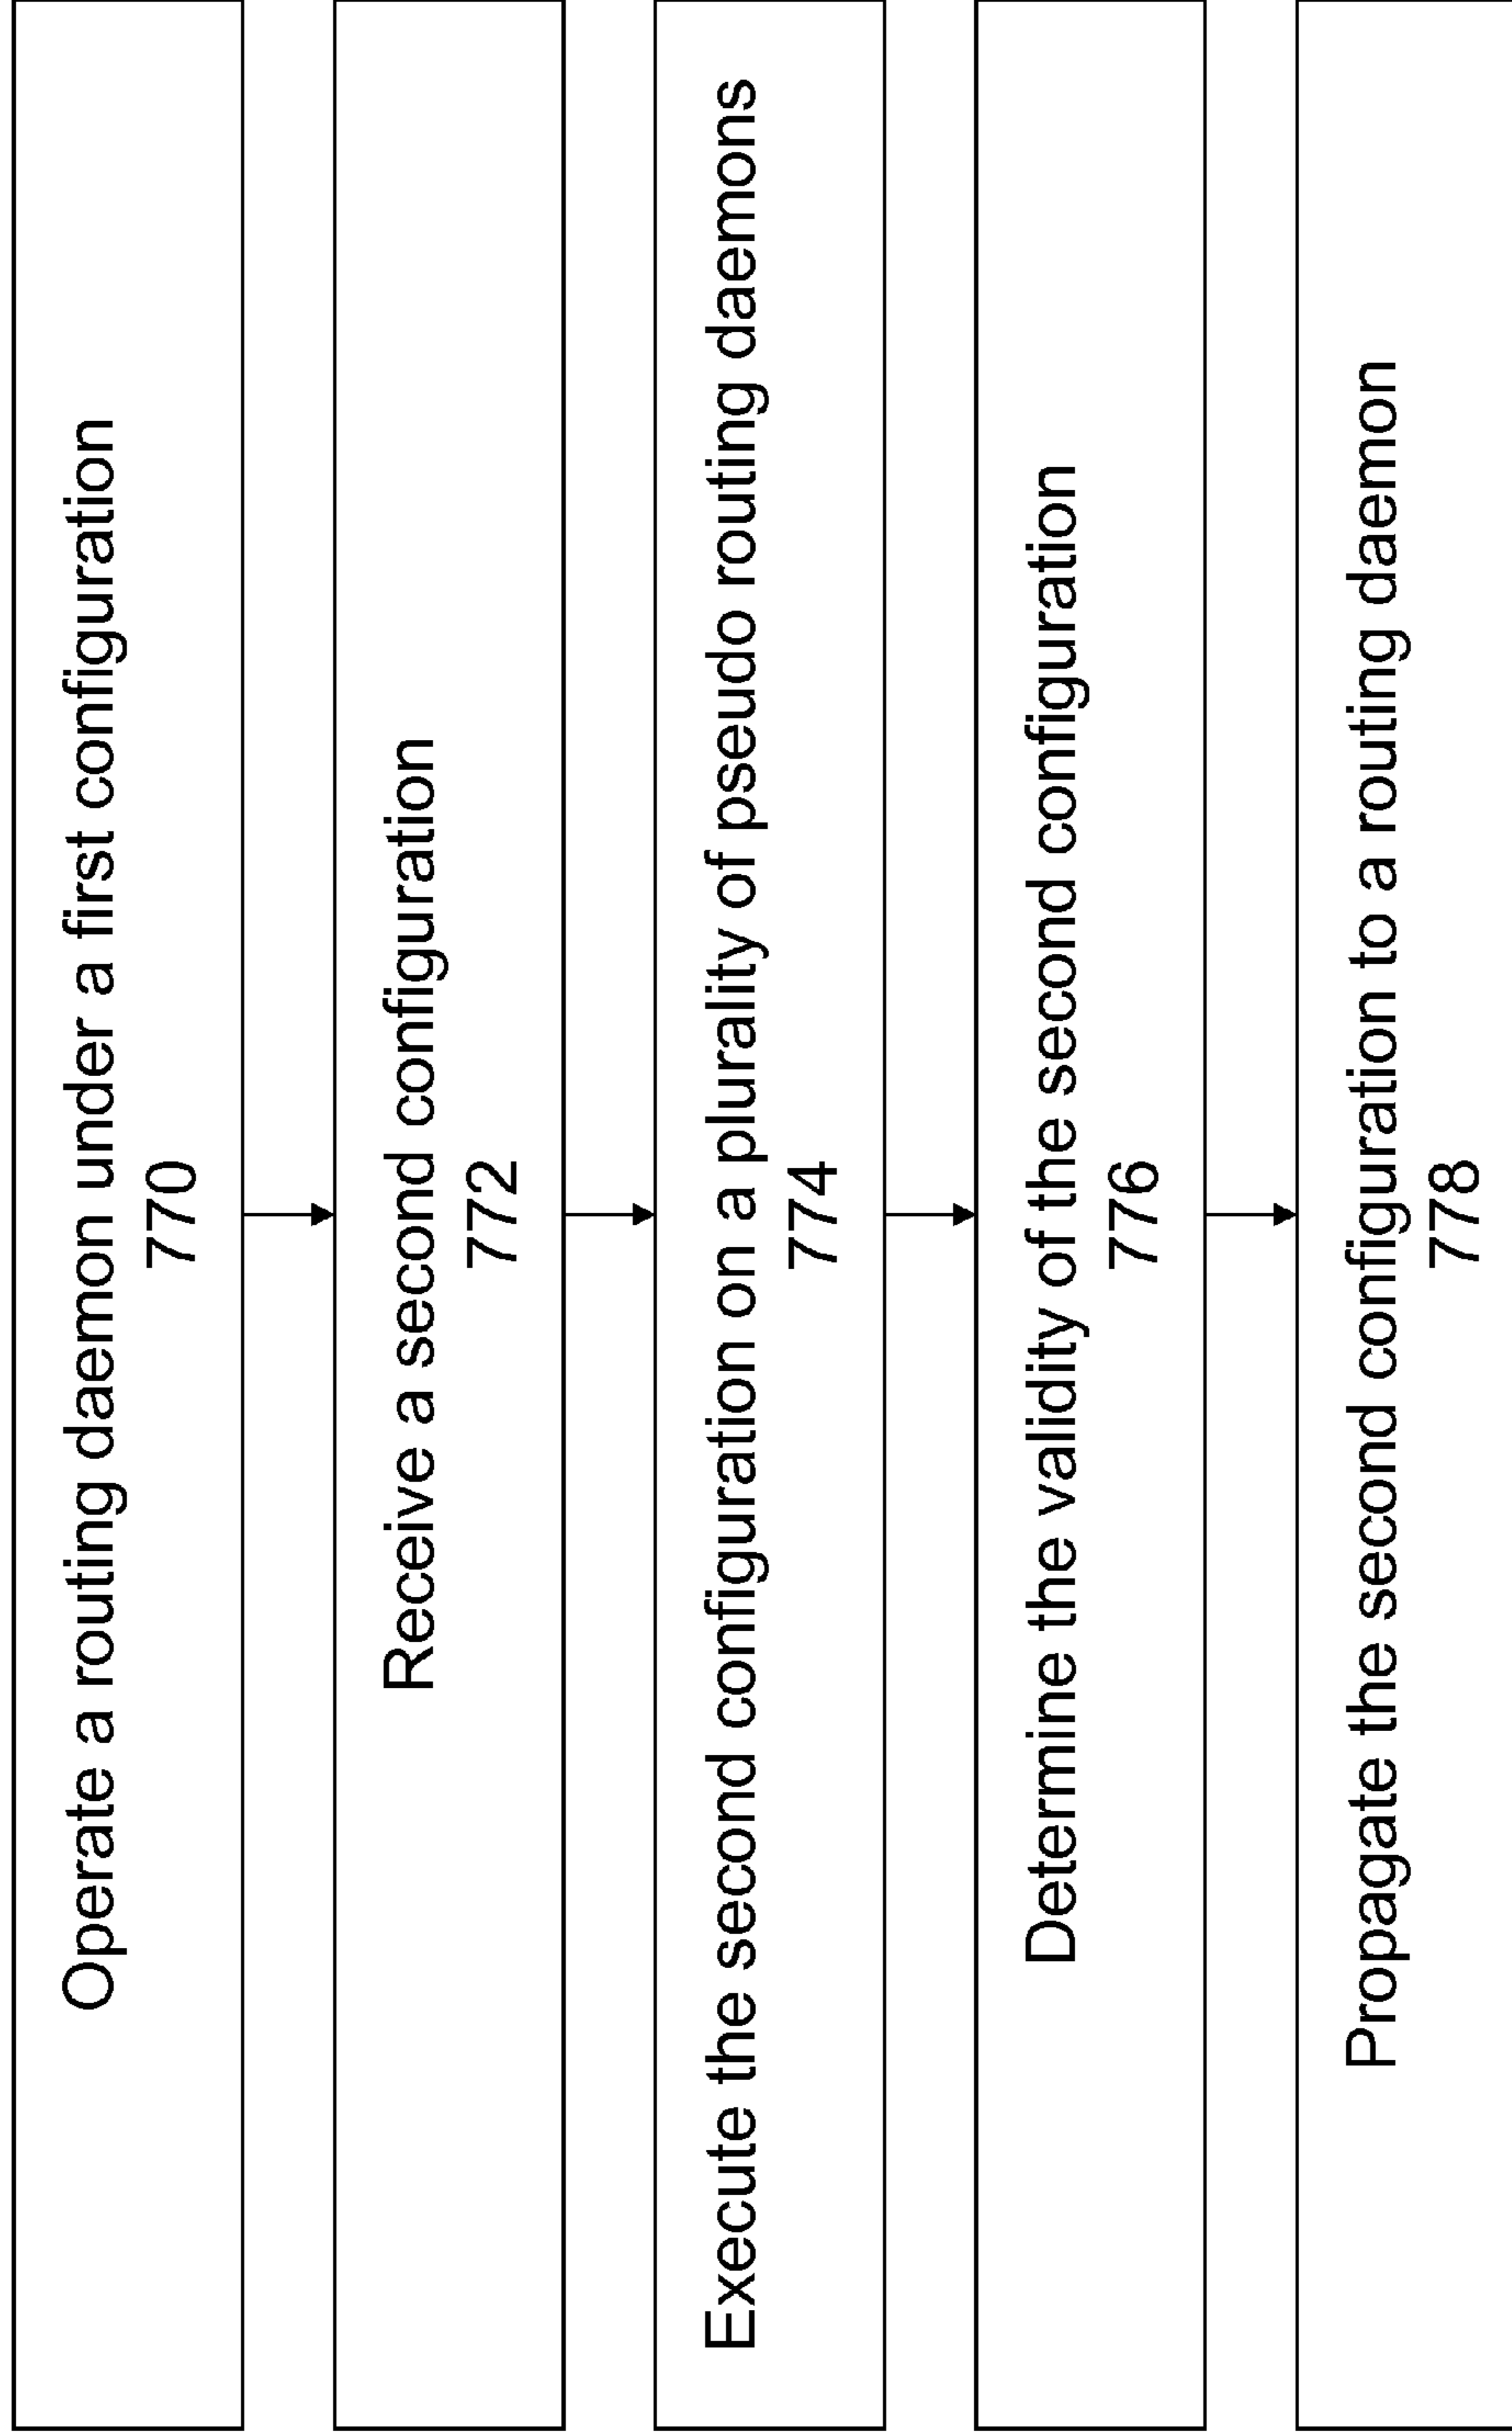 Operate a routing daemon under a first configuration
770
Receive a second configuration
772
Execute the second configuration on a plurality of pseudo routing daemons
774
Determine the validity of the second configuration
776
Propagate the second configuration to a routing daemon
778